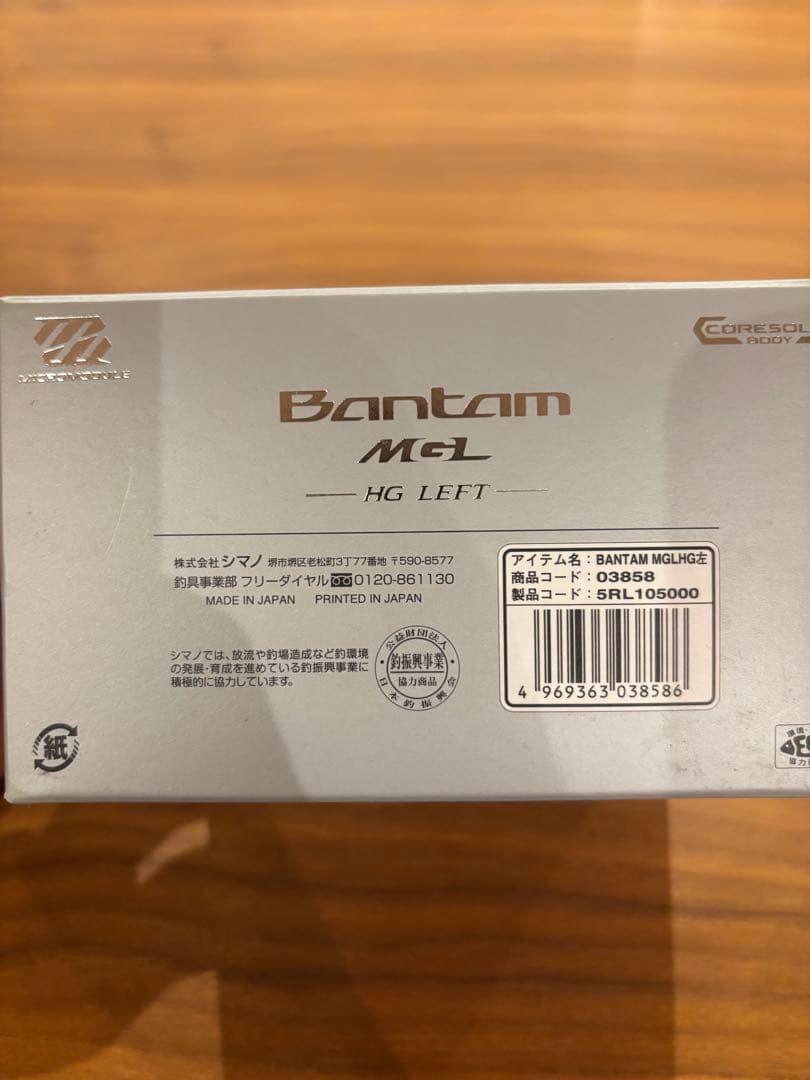 MICROMODULE
CORESOL
BODY
Bantam
MGL
HG LEFT
株式会社 シマノ 堺市堺区老松町3丁77番地 〒590-8577
釣具事業部 フリーダイヤル 0120-861130
MADE IN JAPAN PRINTED IN JAPAN
アイテム名：BANTAM MGLHG左
商品コード：03858
製品コード：5RL105000
4 969363 038586
シマノでは、放流や釣場造成など釣環境
の発展・育成を進めている釣振興事業に
積極的に協力しています。
公益財団法人
釣振興事業
協力商品
日本釣振興会
紙